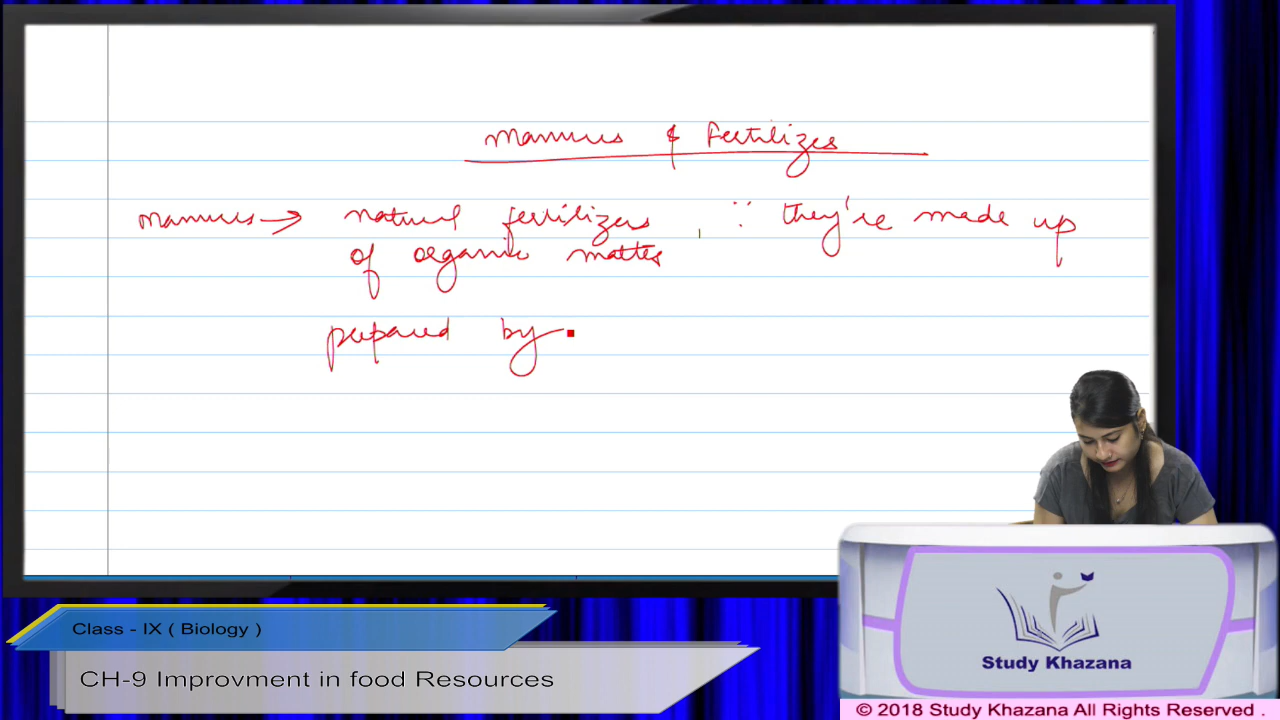 Manures & Fertilizers
Manures → natural fertilizers ∵ they're made up
of organic matter
prepared by
Class - IX ( Biology )
CH-9 Improvment in food Resources
Study Khazana
© 2018 Study Khazana All Rights Reserved .